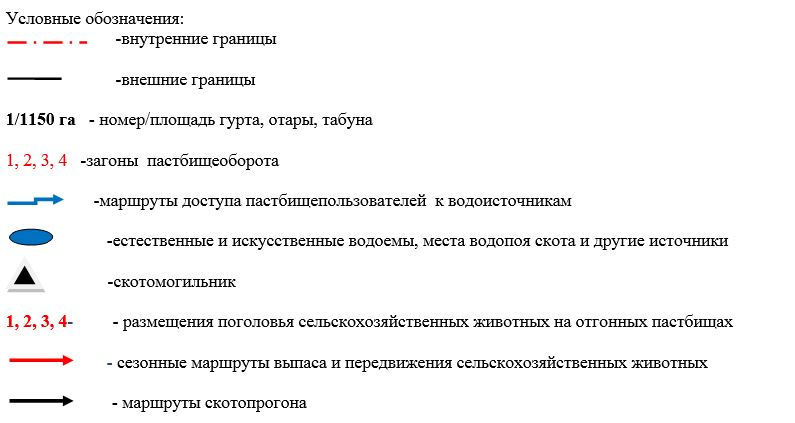 Условные обозначения:
-внутренние границы
-внешние границы
1/1150 га - номер/площадь гурта, отары, табуна
1, 2, 3, 4 -загоны пастбищеоборота
-маршруты доступа пастбищепользователей к водоисточникам
-естественные и искусственные водоемы, места водопоя скота и другие источники
-скотомогильник
1, 2, 3, 4- - размещения поголовья сельскохозяйственных животных на отгонных пастбищах
- сезонные маршруты выпаса и передвижения сельскохозяйственных животных
- маршруты скотопрогона